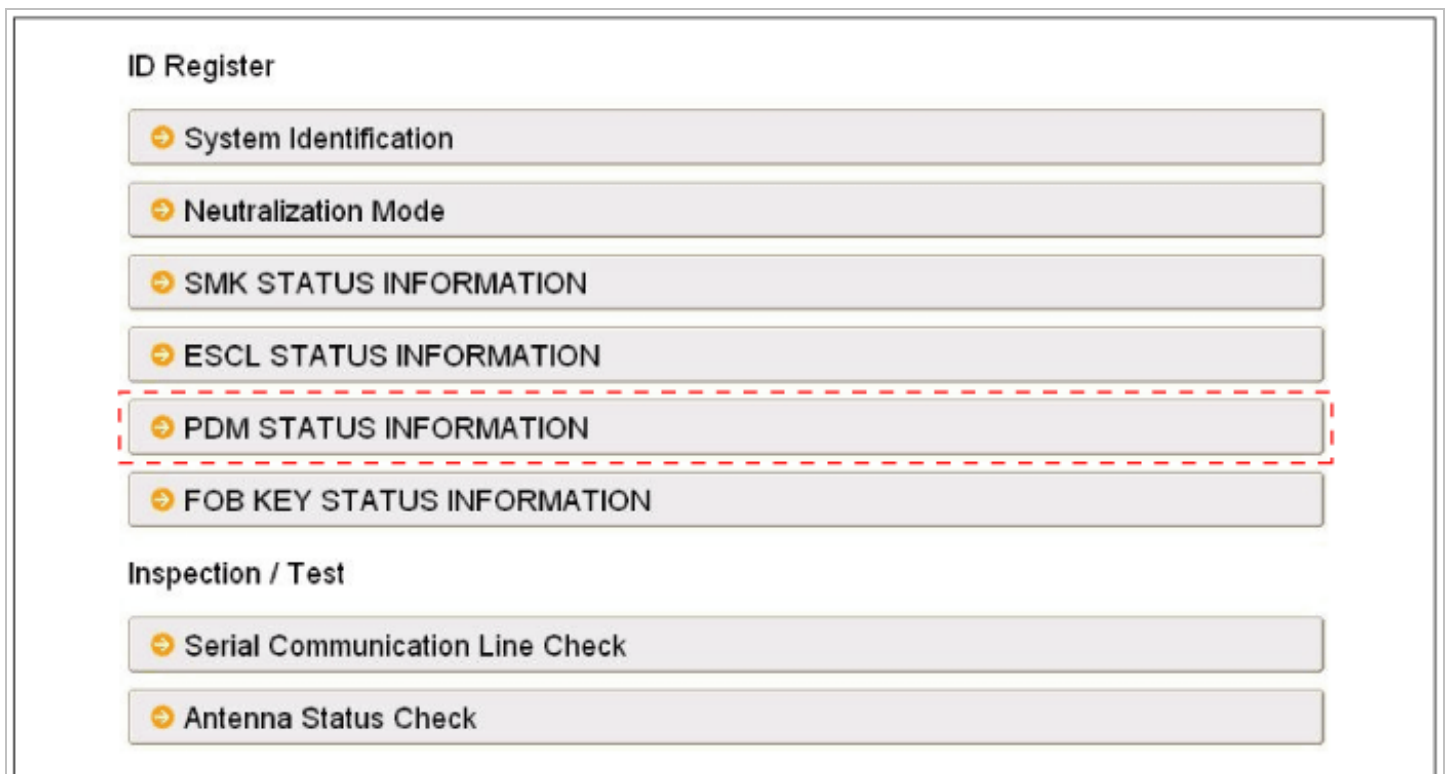 ID Register
System Identification
Neutralization Mode
SMK STATUS INFORMATION
ESCL STATUS INFORMATION
PDM STATUS INFORMATION
FOB KEY STATUS INFORMATION
Inspection / Test
Serial Communication Line Check
Antenna Status Check